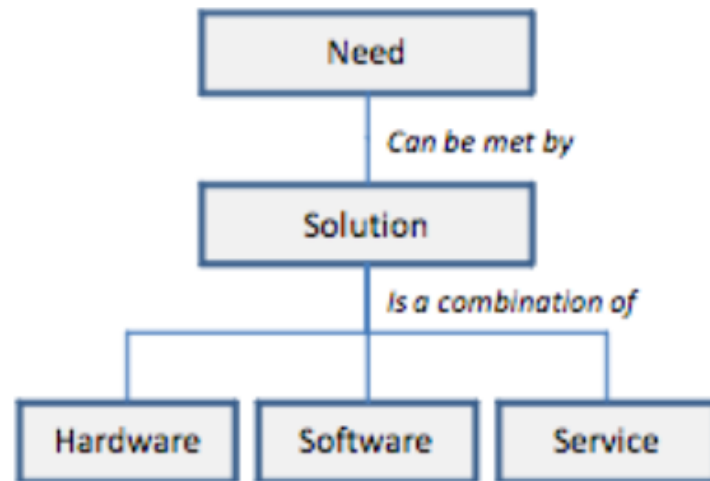 Need
Can be met by
Solution
Is a combination of
Hardware
Software
Service